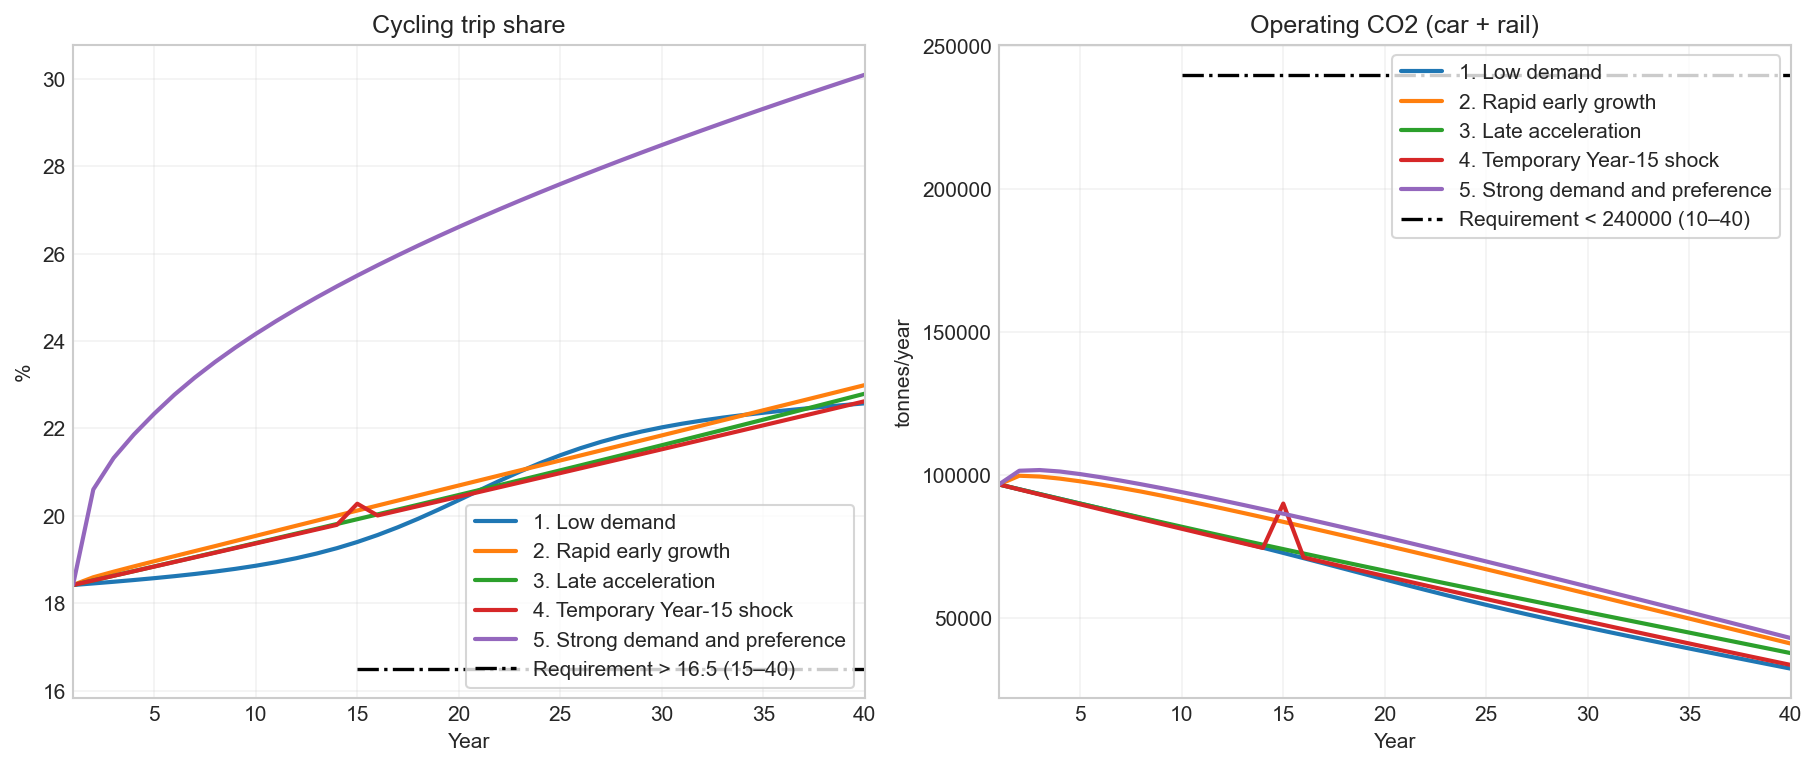 Cycling trip share
%
30
28
26
24
22
20
18
16
5
10
15
20
25
30
35
40
Year
1. Low demand
2. Rapid early growth
3. Late acceleration
4. Temporary Year-15 shock
5. Strong demand and preference
Requirement > 16.5 (15–40)
Operating CO2 (car + rail)
tonnes/year
250000
200000
150000
100000
50000
5
10
15
20
25
30
35
40
Year
1. Low demand
2. Rapid early growth
3. Late acceleration
4. Temporary Year-15 shock
5. Strong demand and preference
Requirement < 240000 (10–40)